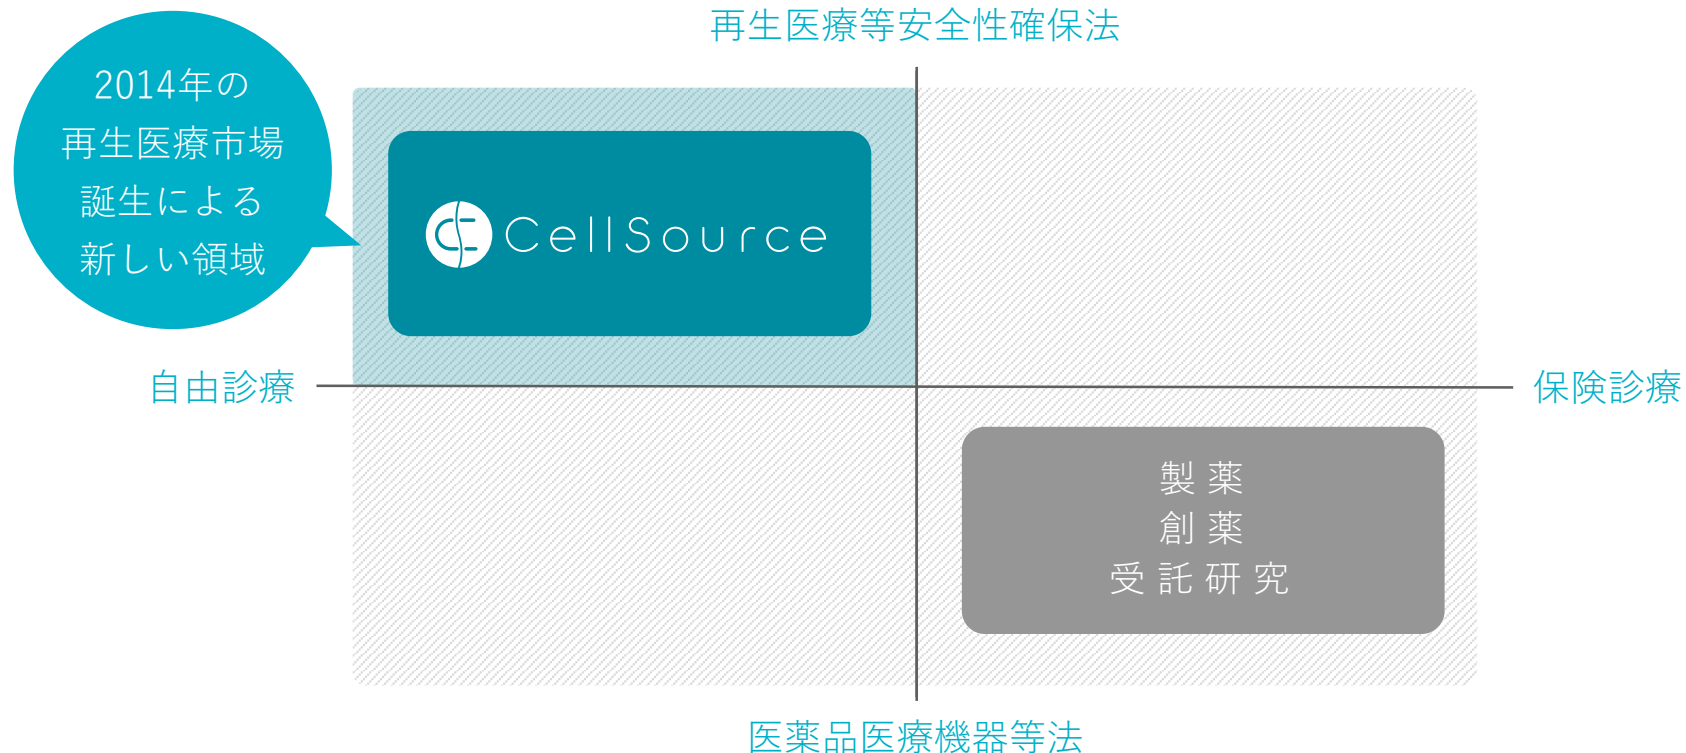 再生医療等安全性確保法
2014年の
再生医療市場
誕生による
新しい領域
CellSource
自由診療
保険診療
製薬
創薬
受託研究
医薬品医療機器等法